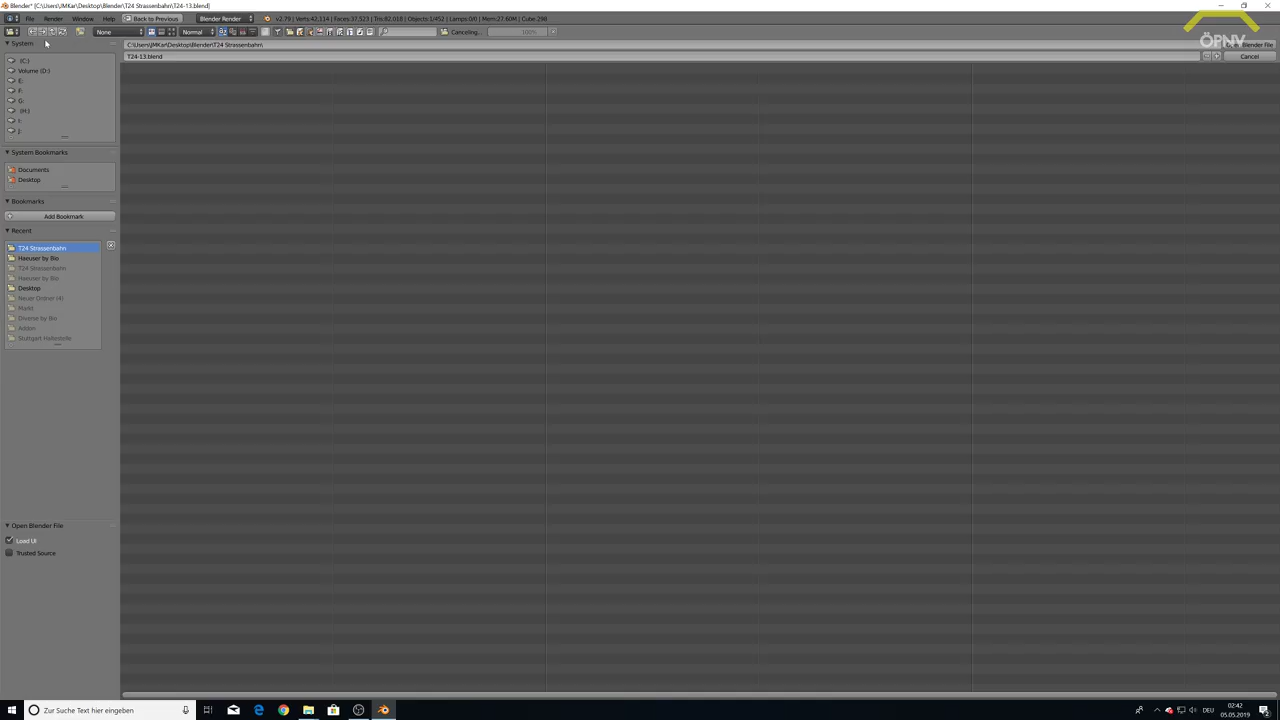 Blender* [C:\Users\JMKar\Desktop\Blender\T24 Strassenbahn\T24-13.blend]
File Render Window Help Back to Previous Blender Render v2.79 | Verts:42,114 | Faces:37,523 | Tris:82,018 | Objects:1/452 | Lamps:0/0 | Mem:27.60M | Cube.298
None Normal Canceling... 100%
ÖPNV
System
C:\Users\JMKar\Desktop\Blender\T24 Strassenbahn\
Open Blender File
T24-13.blend
Cancel
(C:)
Volume (D:)
E:
F:
G:
(H:)
I:
J:
System Bookmarks
Documents
Desktop
Bookmarks
Add Bookmark
Recent
T24 Strassenbahn
Haeuser by Bio
T24 Strassenbahn
Haeuser by Bio
Desktop
Neuer Ordner (4)
Markt
Diverse by Bio
Addon
Stuttgart Haltestelle
Open Blender File
Load UI
Trusted Source
Zur Suche Text hier eingeben
DEU
02:42
05.05.2019